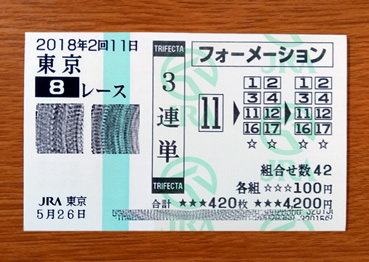 2018年2回11日
東京
8レース
JRA 東京
5月26日
TRIFECTA
3連単
TRIFECTA
フォーメーション
11
1 2 1 2
3 4 3 4
11 12 11 12
16 17 16 17
☆ ☆ ☆ ☆
組合せ数42
各組 ☆☆☆100円
合計 ★★★420枚 ★★★4200円
JRA